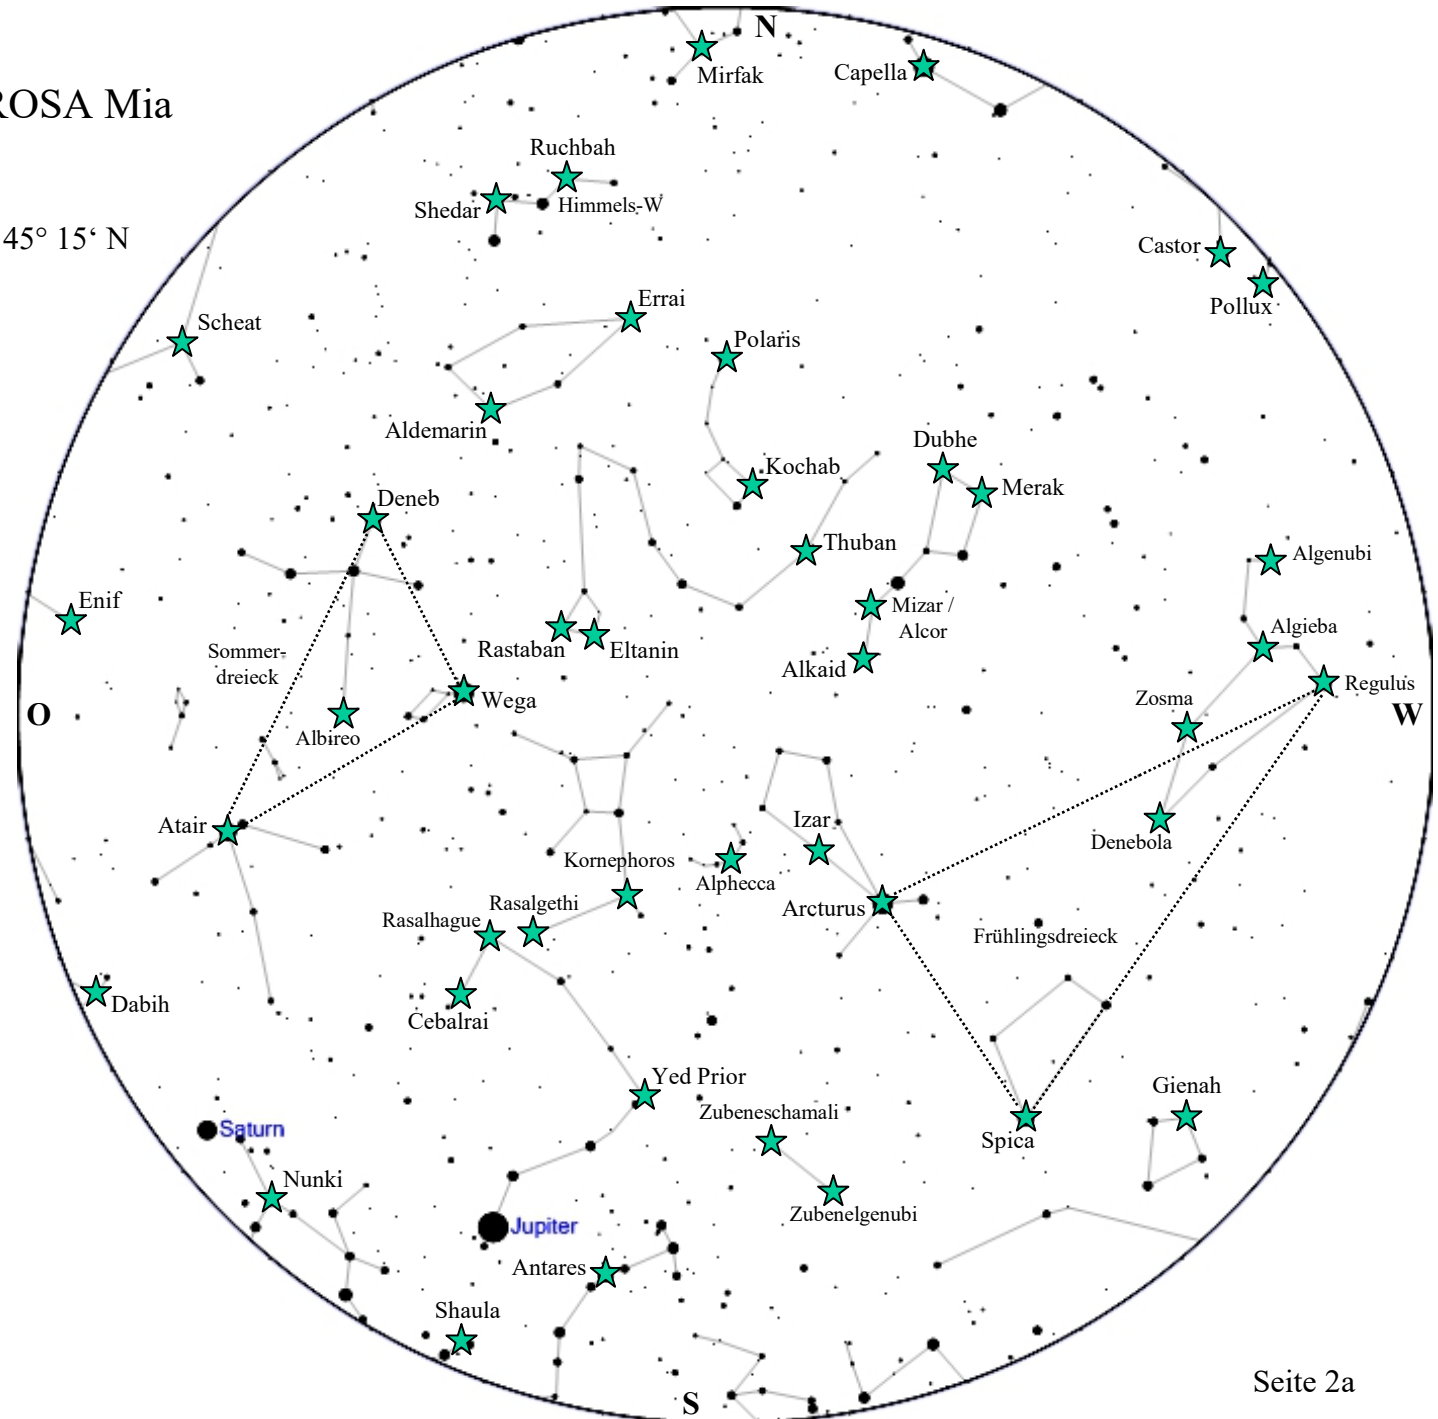 N
Mirfak
Capella
ROSA Mia
Ruchbah
Shedar
Himmels-W
45° 15‘ N
Castor
Pollux
Errai
Scheat
Polaris
Aldemarin
Dubhe
Kochab
Merak
Deneb
Thuban
Algenubi
Enif
Mizar /
Alcor
Algieba
Rastaban
Eltanin
Sommer-
dreieck
Alkaid
Regulus
Wega
Zosma
O
W
Albireo
Atair
Izar
Denebola
Kornephoros
Alphecca
Rasalgethi
Arcturus
Rasalhague
Frühlingsdreieck
Dabih
Cebalrai
Yed Prior
Gienah
Zubeneschamali
Saturn
Spica
Nunki
Zubenelgenubi
Jupiter
Antares
Shaula
Seite 2a
S